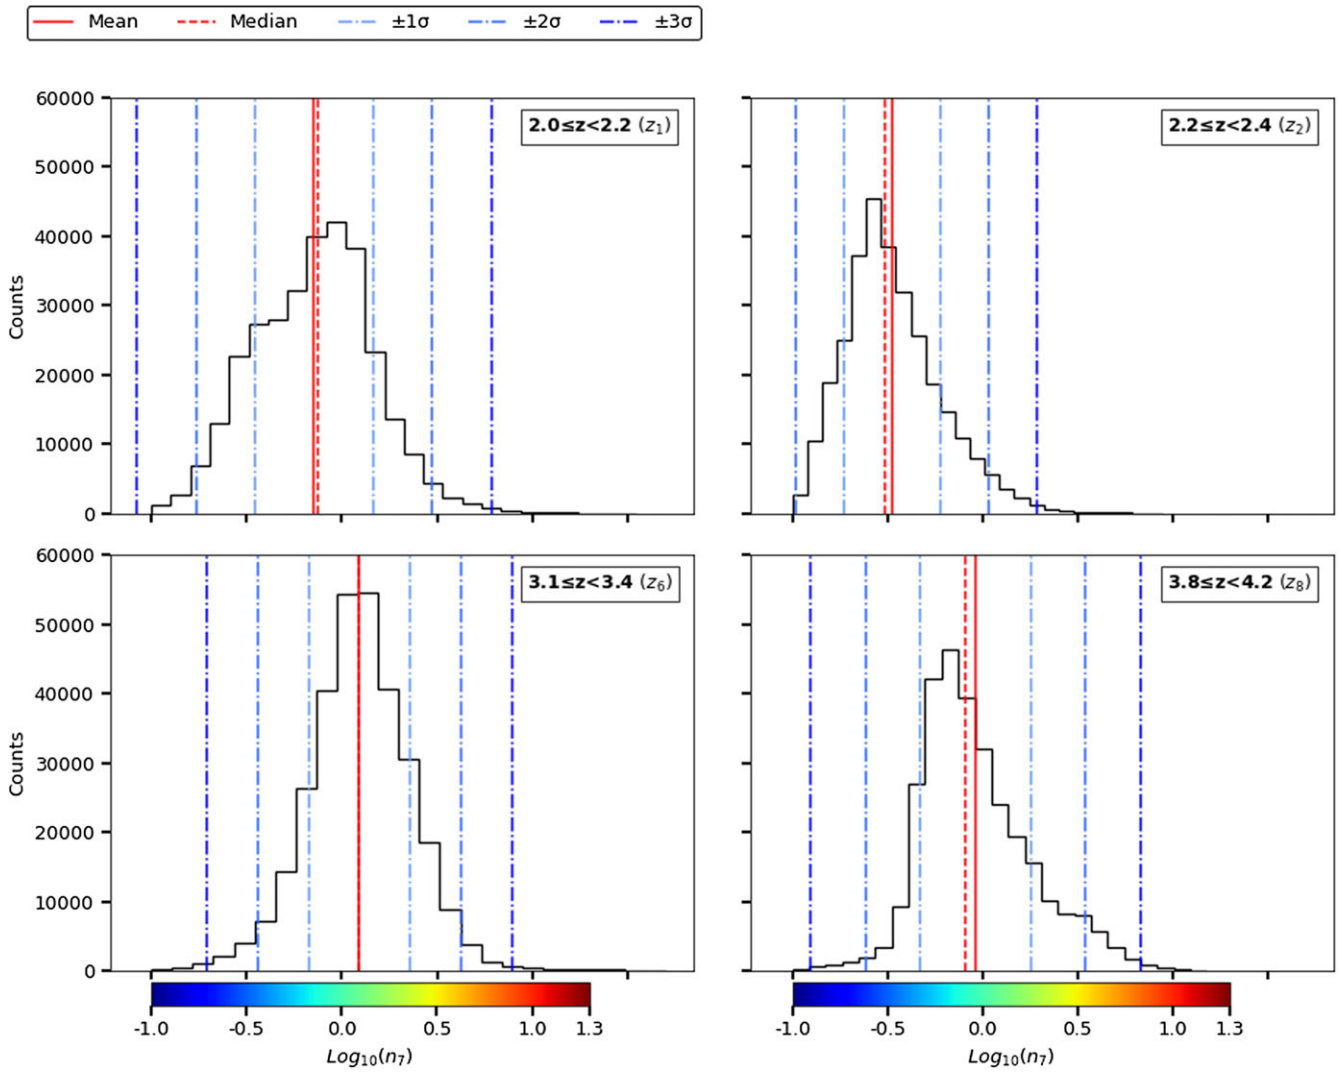 Mean Median ±1σ ±2σ ±3σ
60000
50000
40000
30000
20000
10000
0
Counts
2.0≤z<2.2 (z₁)
2.2≤z<2.4 (z₂)
60000
50000
40000
30000
20000
10000
0
Counts
3.1≤z<3.4 (z₆)
3.8≤z<4.2 (z₈)
-1.0 -0.5 0.0 0.5 1.0 1.3
Log₁₀(n₇)
-1.0 -0.5 0.0 0.5 1.0 1.3
Log₁₀(n₇)